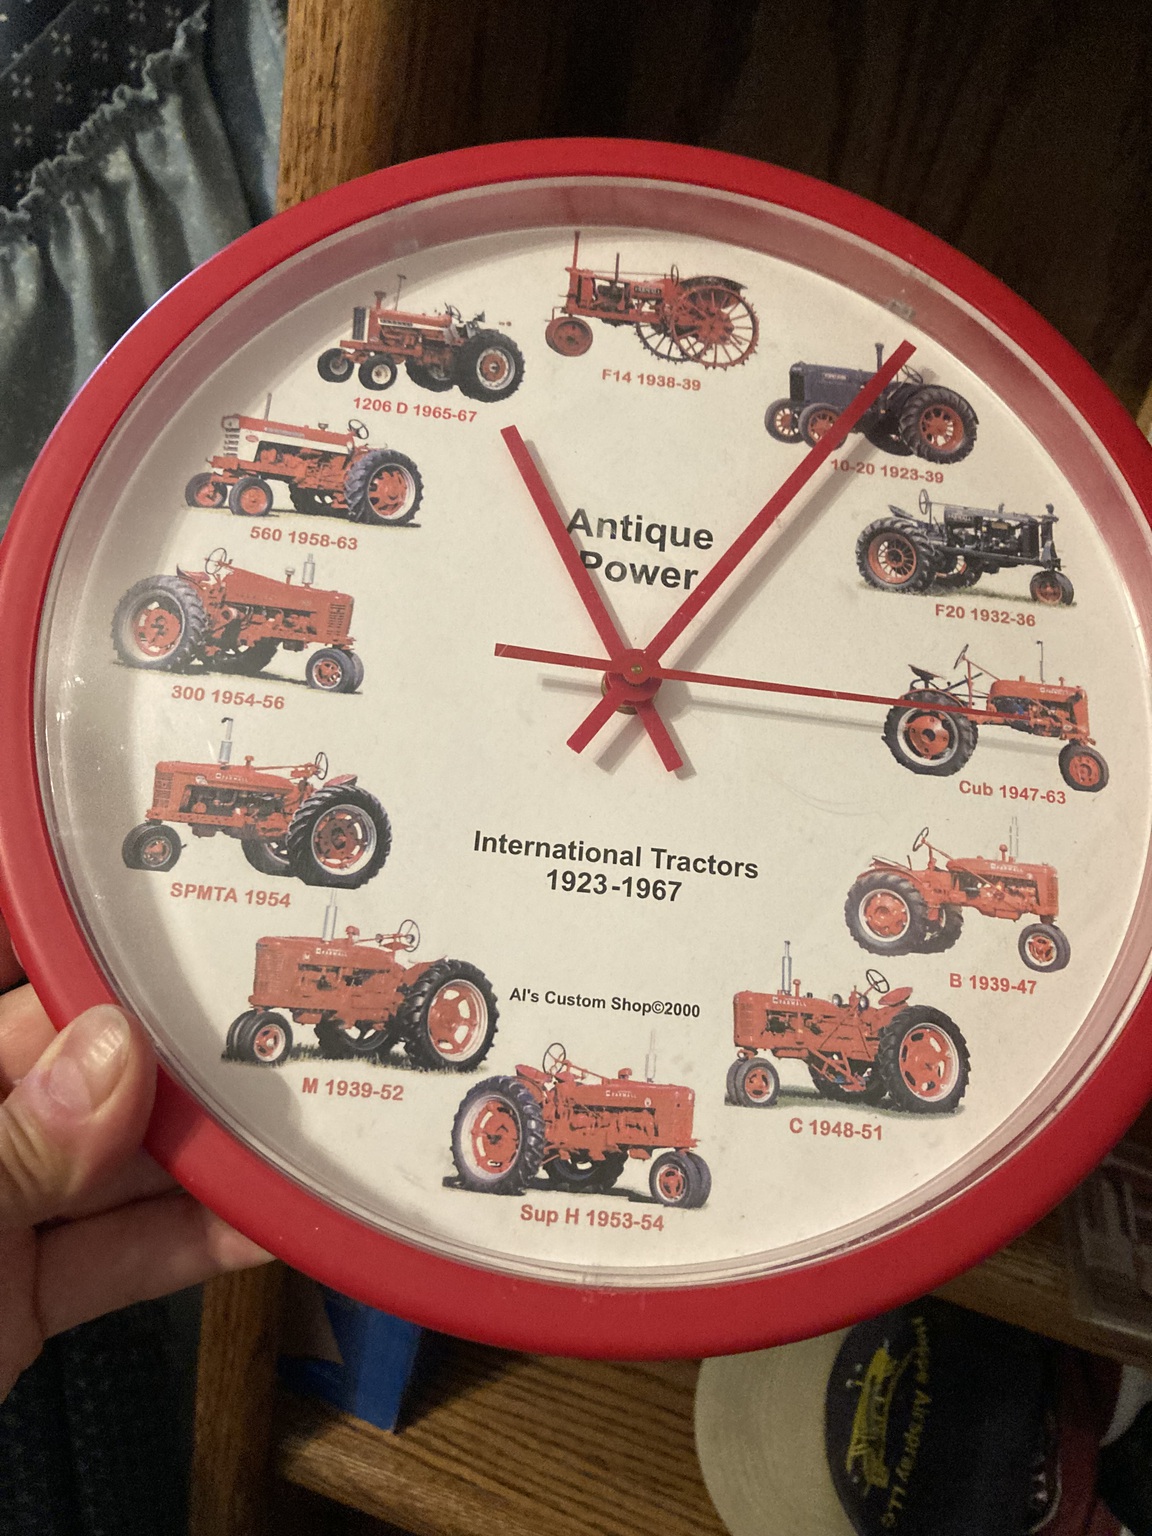 F14 1938-39
1206 D 1965-67
10-20 1923-39
560 1958-63
Antique
Power
F20 1932-36
300 1954-56
Cub 1947-63
International Tractors
1923-1967
SPMTA 1954
B 1939-47
Al's Custom Shop©2000
M 1939-52
C 1948-51
Sup H 1953-54